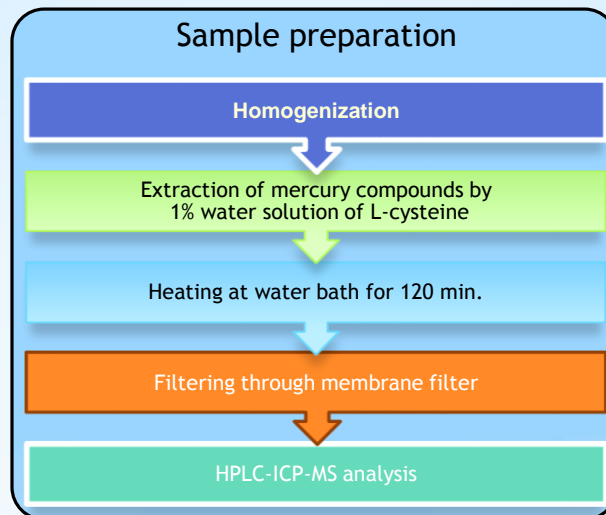 Sample preparation
Homogenization
Extraction of mercury compounds by
1% water solution of L-cysteine
Heating at water bath for 120 min.
Filtering through membrane filter
HPLC-ICP-MS analysis